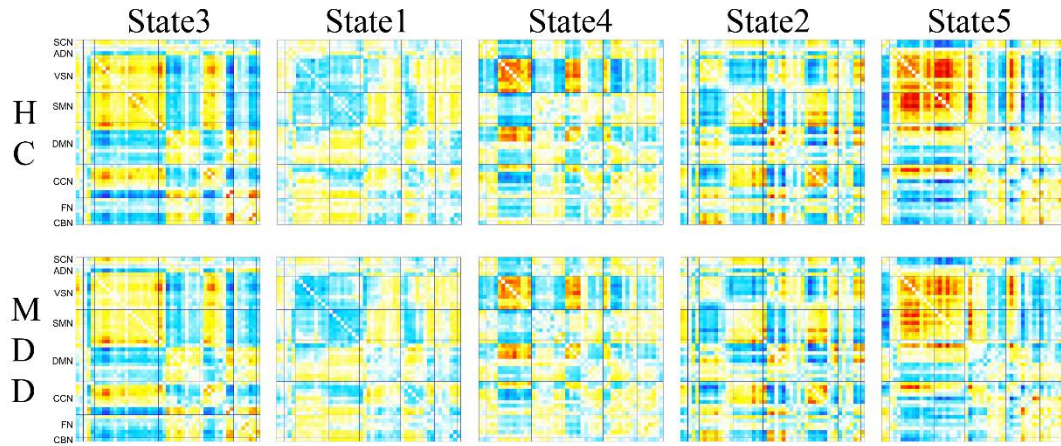 State3 State1 State4 State2 State5
H
C
SCN
ADN
VSN
SMN
DMN
CCN
FN
CBN
M
D
D
SCN
ADN
VSN
SMN
DMN
CCN
FN
CBN